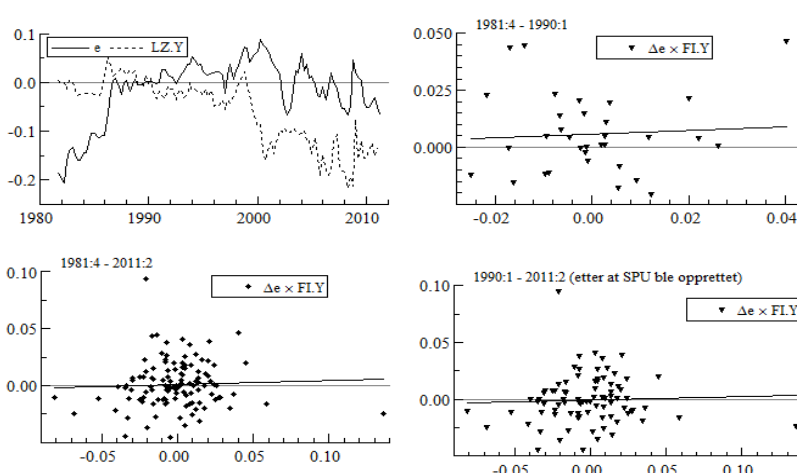 0.1
e LZ.Y
0.0
-0.1
-0.2
1980 1990 2000 2010
1981:4 - 1990:1
0.050
Δe × FI.Y
0.025
0.000
-0.02 0.00 0.02 0.04
1981:4 - 2011:2
0.10
Δe × FI.Y
0.05
0.00
-0.05 0.00 0.05 0.10
1990:1 - 2011:2 (etter at SPU ble opprettet)
0.10
Δe × FI.Y
0.05
0.00
-0.05 0.00 0.05 0.10